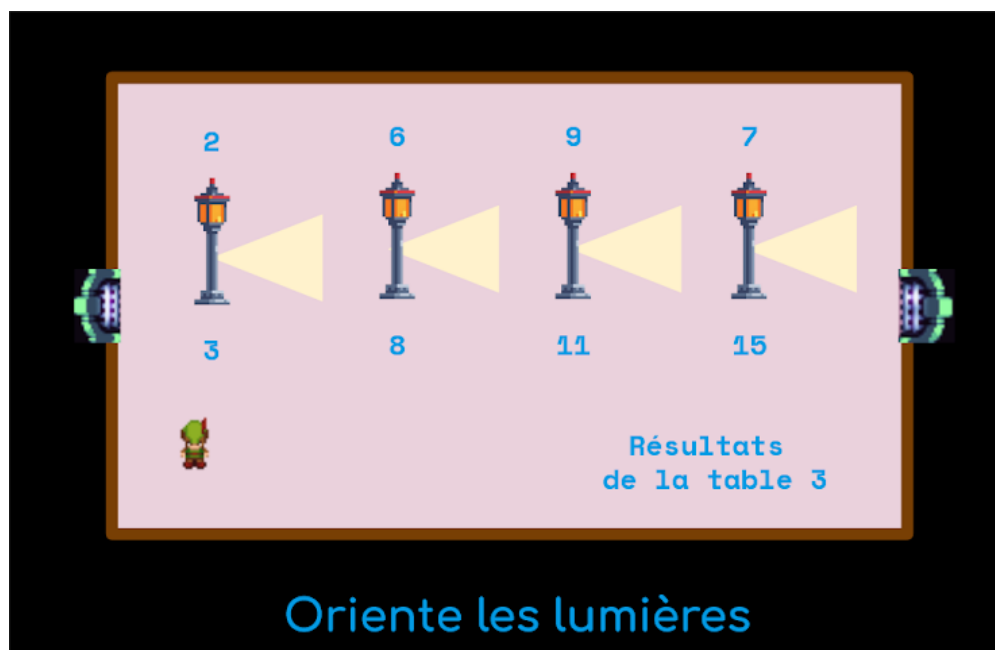 2 6 9 7
3 8 11 15
Résultats
de la table 3
Oriente les lumières